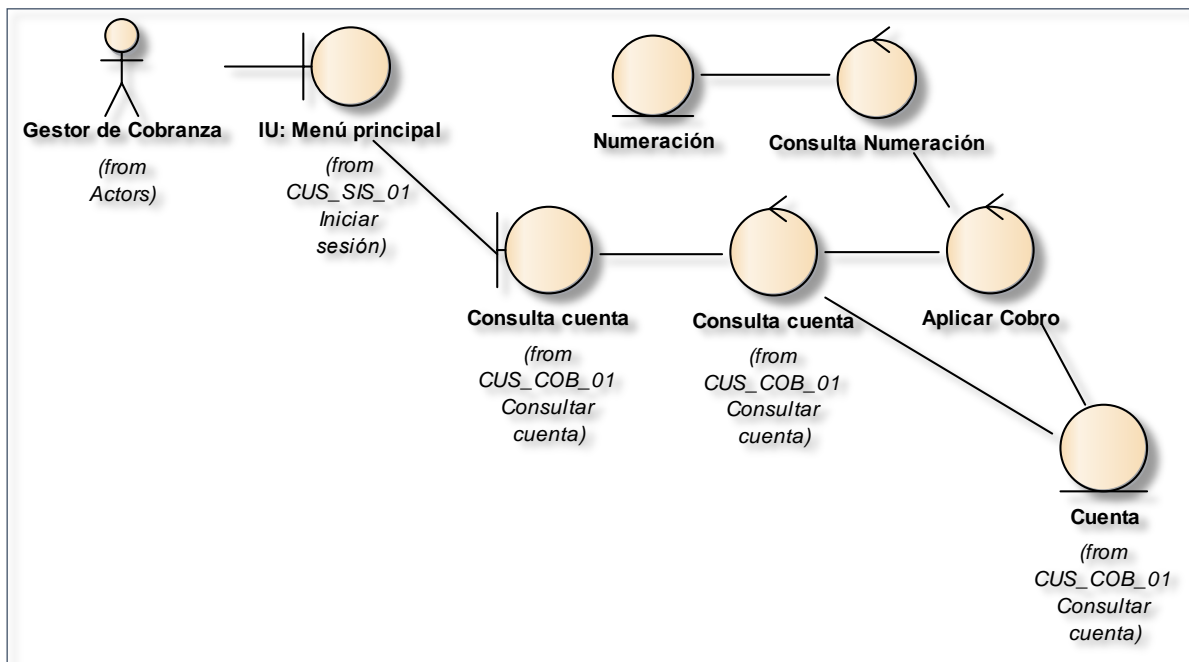 Gestor de Cobranza
(from
Actors)
IU: Menú principal
(from
CUS_SIS_01
Iniciar
sesión)
Numeración
Consulta Numeración
Consulta cuenta
(from
CUS_COB_01
Consultar
cuenta)
Consulta cuenta
(from
CUS_COB_01
Consultar
cuenta)
Aplicar Cobro
Cuenta
(from
CUS_COB_01
Consultar
cuenta)